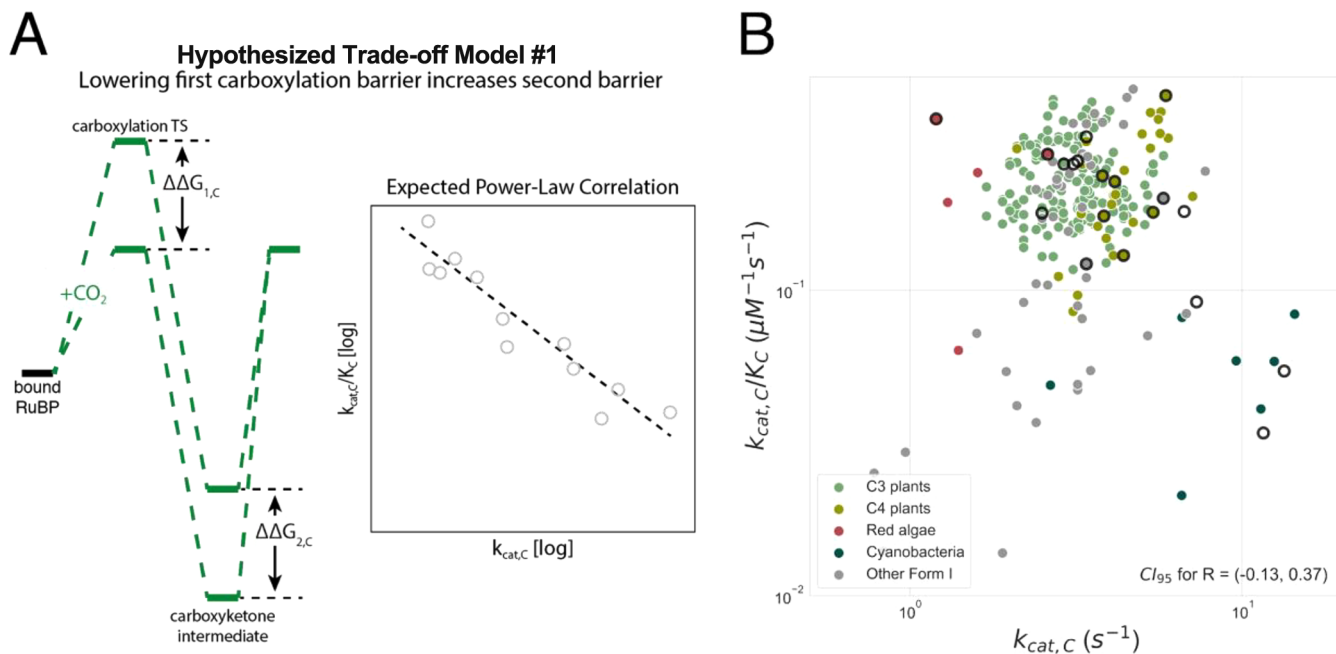 A
Hypothesized Trade-off Model #1
Lowering first carboxylation barrier increases second barrier
carboxylation TS
ΔΔG1,C
+CO2
bound
RuBP
ΔΔG2,C
carboxyketone
intermediate
Expected Power-Law Correlation
kcat,C/KC [log]
kcat,C [log]
B
kcat,C/KC (μM−1s−1)
10−1
10−2
C3 plants
C4 plants
Red algae
Cyanobacteria
Other Form I
CI95 for R = (-0.13, 0.37)
100
101
kcat,C (s−1)